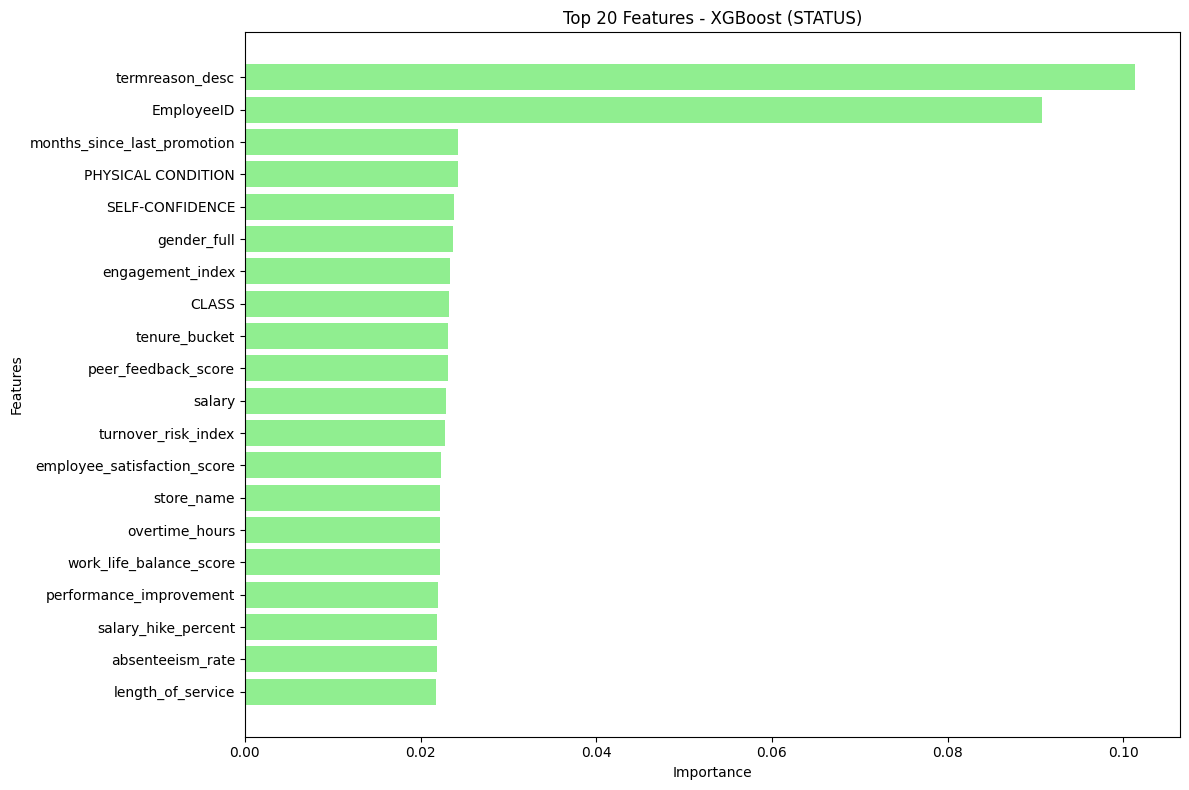 Top 20 Features - XGBoost (STATUS)
Features
termreason_desc
EmployeeID
months_since_last_promotion
PHYSICAL CONDITION
SELF-CONFIDENCE
gender_full
engagement_index
CLASS
tenure_bucket
peer_feedback_score
salary
turnover_risk_index
employee_satisfaction_score
store_name
overtime_hours
work_life_balance_score
performance_improvement
salary_hike_percent
absenteeism_rate
length_of_service
0.00 0.02 0.04 0.06 0.08 0.10
Importance